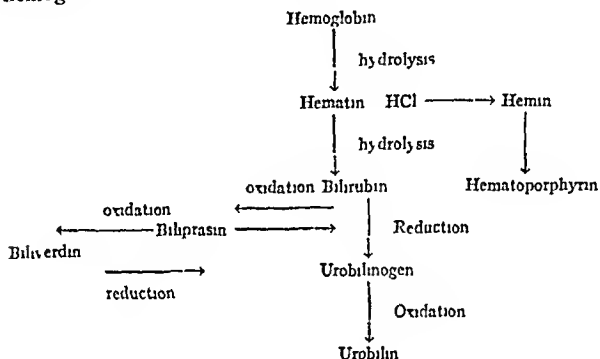 Hemoglobin
hydrolysis
Hematin HCl Hemin
hydrolysis
oxidation Bilirubin Hematoporphyrin
oxidation
Biliprasin Reduction
Biliverdin
Urobilinogen
reduction
Oxidation
Urobilin